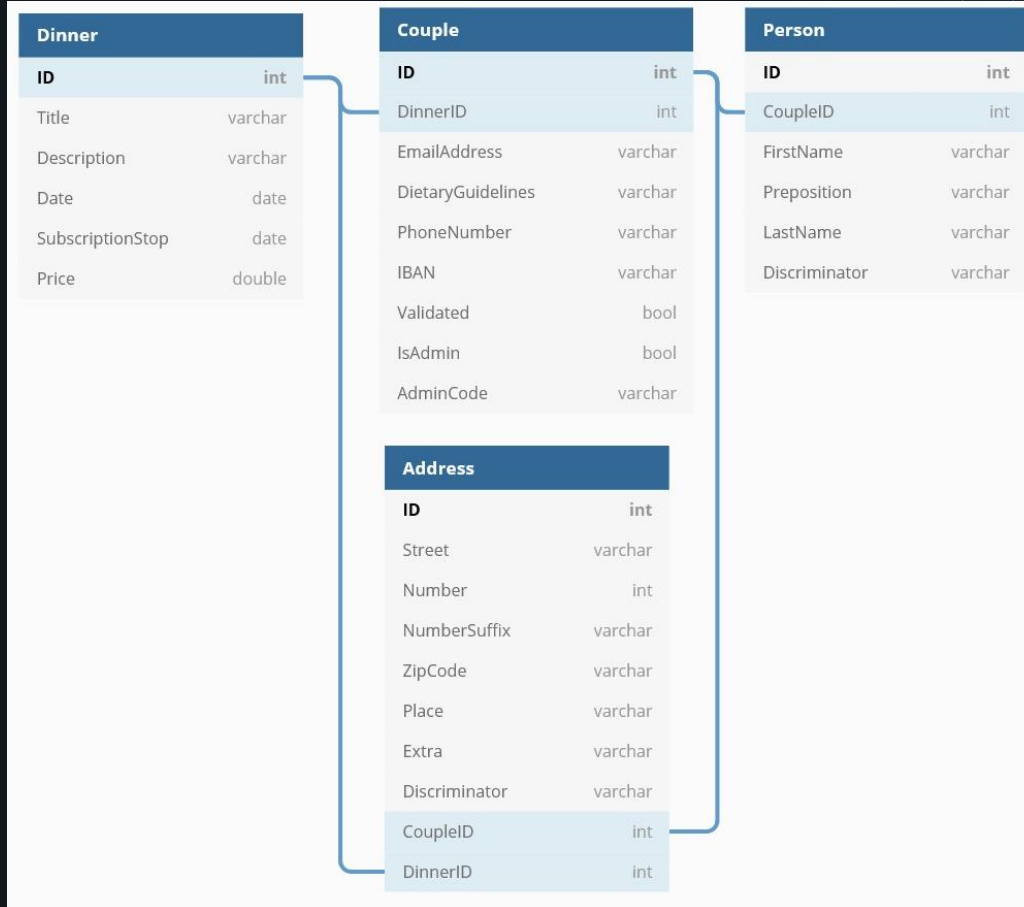 Dinner
ID int
Title varchar
Description varchar
Date date
SubscriptionStop date
Price double
Couple
ID int
DinnerID int
EmailAddress varchar
DietaryGuidelines varchar
PhoneNumber varchar
IBAN varchar
Validated bool
IsAdmin bool
AdminCode varchar
Person
ID int
CoupleID int
FirstName varchar
Preposition varchar
LastName varchar
Discriminator varchar
Address
ID int
Street varchar
Number int
NumberSuffix varchar
ZipCode varchar
Place varchar
Extra varchar
Discriminator varchar
CoupleID int
DinnerID int